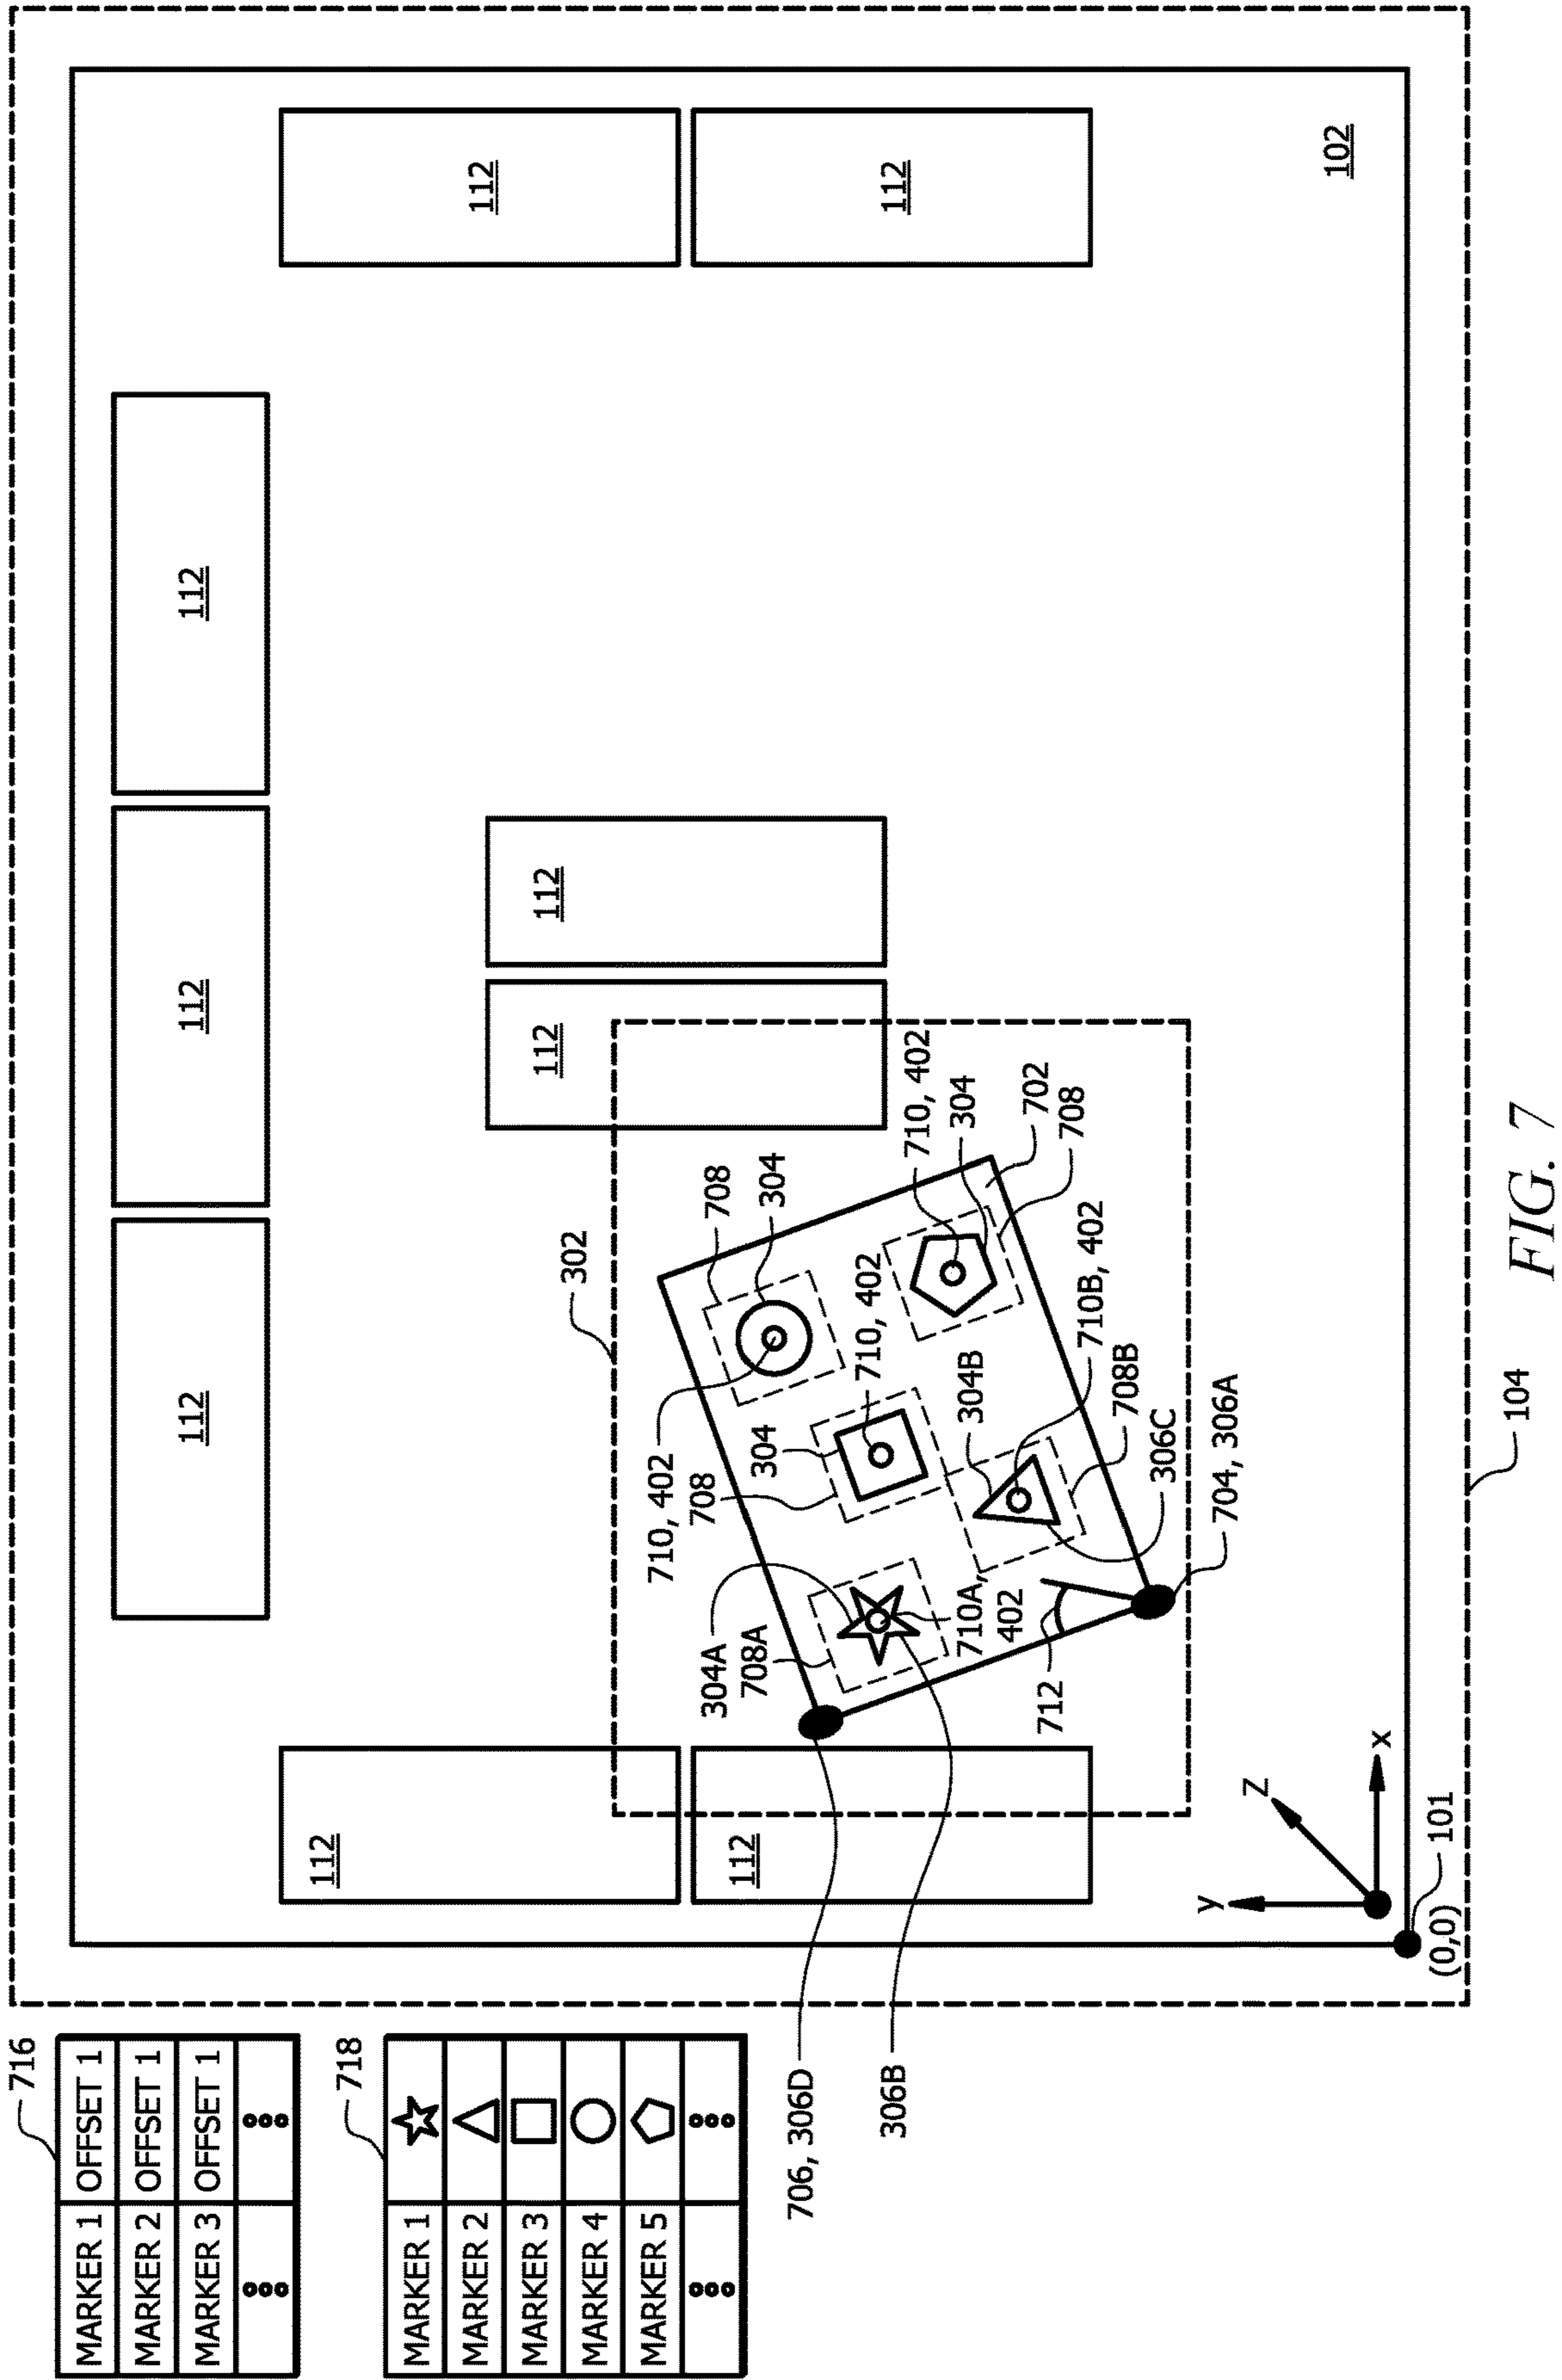 716
MARKER 1 OFFSET 1
MARKER 2 OFFSET 1
MARKER 3 OFFSET 1
718
MARKER 1
MARKER 2
MARKER 3
MARKER 4
MARKER 5
112
112
112
112
112
112
112
112
112
302
708
304
710, 402
708
304
710, 402
710, 402
304
702
708
304A
708A
304B
710B, 402
710A,
402
708B
306C
704, 306A
712
706, 306D
306B
y
Z
x
(0,0)
101
102
104
FIG. 7